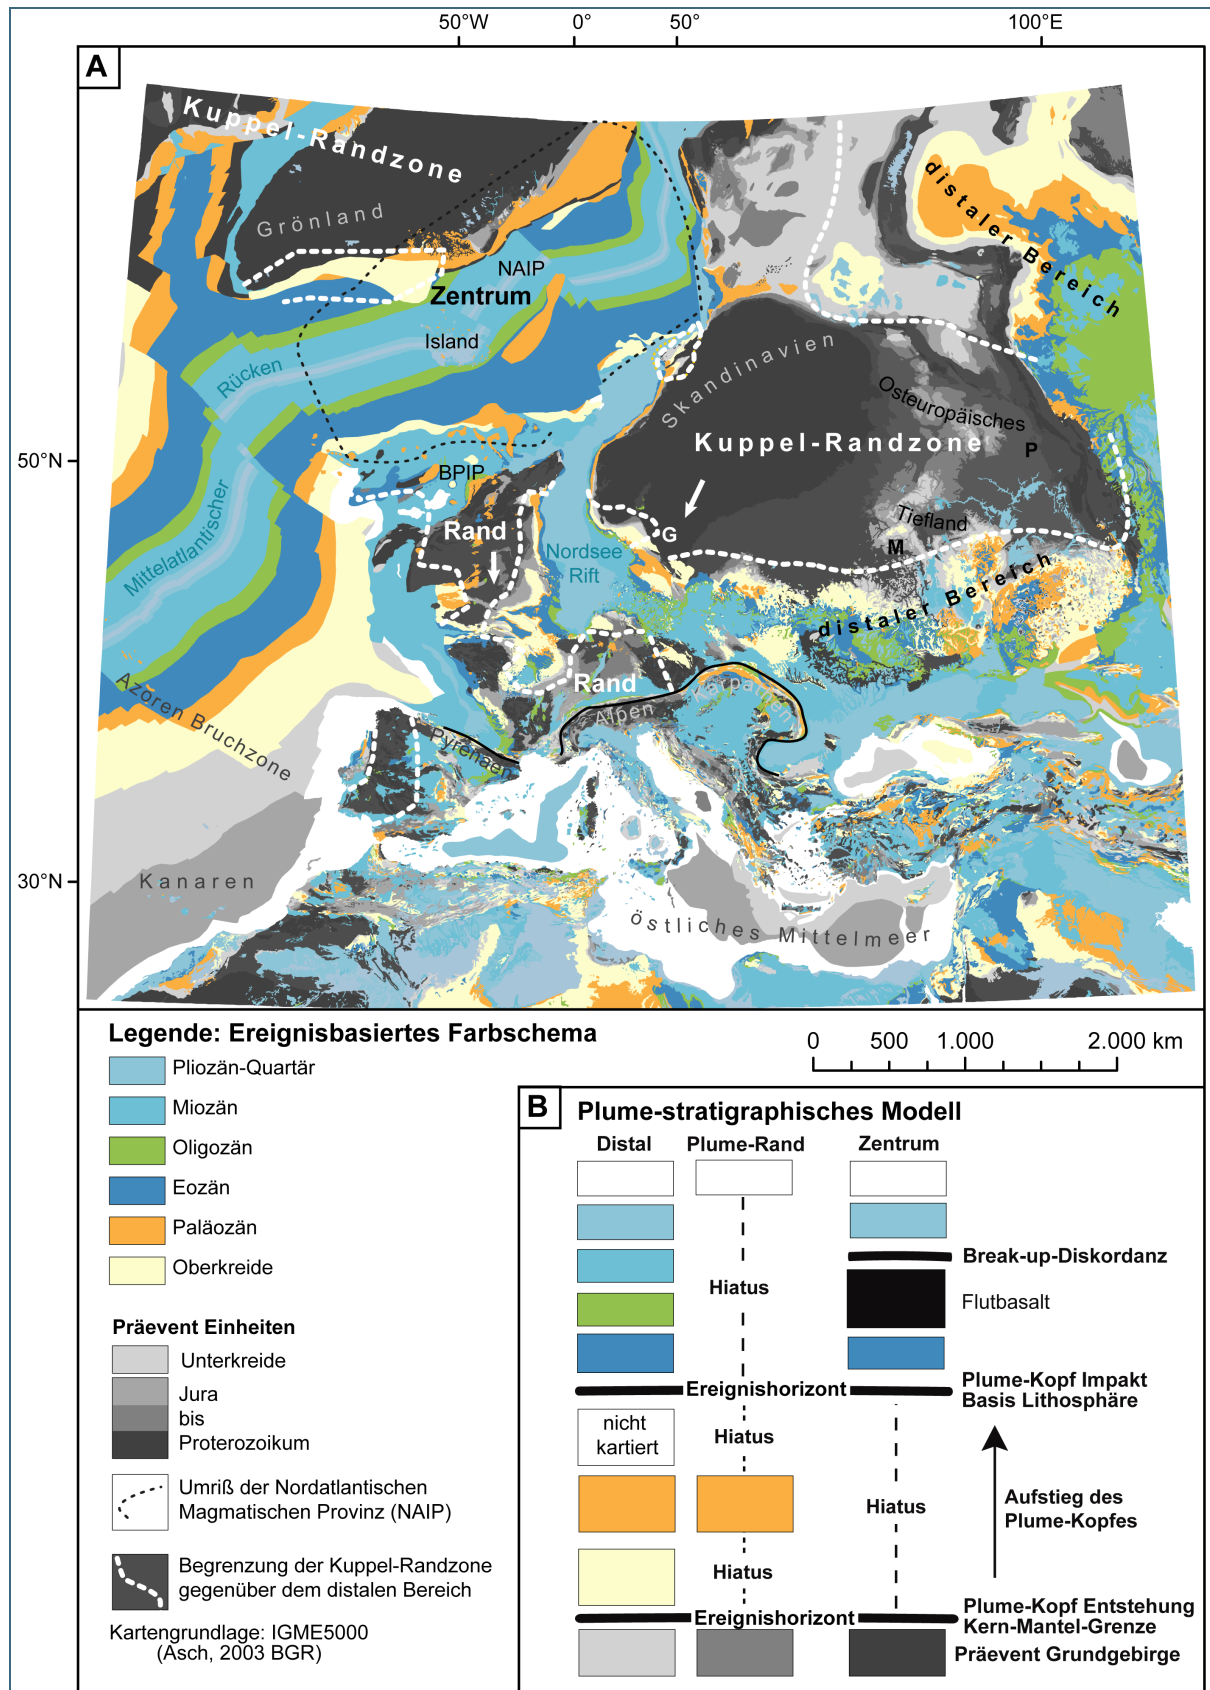 50°W 0° 50° 100°E
A
Kuppel-Randzone
Grönland
distaler Bereich
NAIP
Zentrum
Island
Rücken
Skandinavien
Osteuropäisches
Kuppel-Randzone
P
50°N
BPIP
Mittelatlantischer
Rand
G
Tiefland
M
Nordsee
Rift
distaler Bereich
Rand
Karpaten
Alpen
Azoren Bruchzone
Pyrenäen
30°N
Kanaren
östliches Mittelmeer
Legende: Ereignisbasiertes Farbschema
Pliozän-Quartär
Miozän
Oligozän
Eozän
Paläozän
Oberkreide
Präevent Einheiten
Unterkreide
Jura
bis
Proterozoikum
Umriß der Nordatlantischen
Magmatischen Provinz (NAIP)
Begrenzung der Kuppel-Randzone
gegenüber dem distalen Bereich
Kartengrundlage: IGME5000
(Asch, 2003 BGR)
0 500 1.000 2.000 km
B
Plume-stratigraphisches Modell
Distal Plume-Rand Zentrum
Break-up-Diskordanz
Hiatus
Flutbasalt
Ereignishorizont
Plume-Kopf Impakt
Basis Lithosphäre
nicht
kartiert
Hiatus
Hiatus
Aufstieg des
Plume-Kopfes
Hiatus
Ereignishorizont
Plume-Kopf Entstehung
Kern-Mantel-Grenze
Präevent Grundgebirge